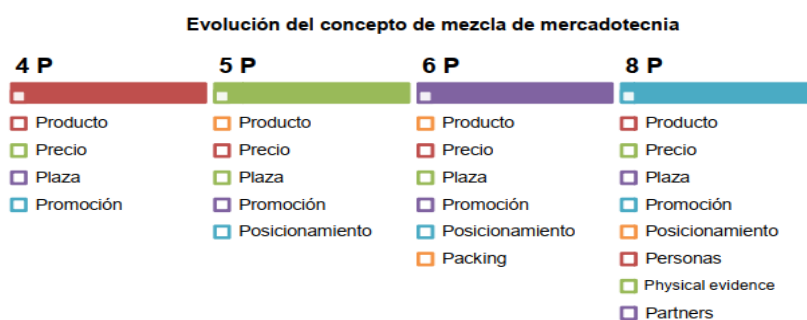 Evolución del concepto de mezcla de mercadotecnia
4 P
Producto
Precio
Plaza
Promoción
5 P
Producto
Precio
Plaza
Promoción
Posicionamiento
6 P
Producto
Precio
Plaza
Promoción
Posicionamiento
Packing
8 P
Producto
Precio
Plaza
Promoción
Posicionamiento
Personas
Physical evidence
Partners